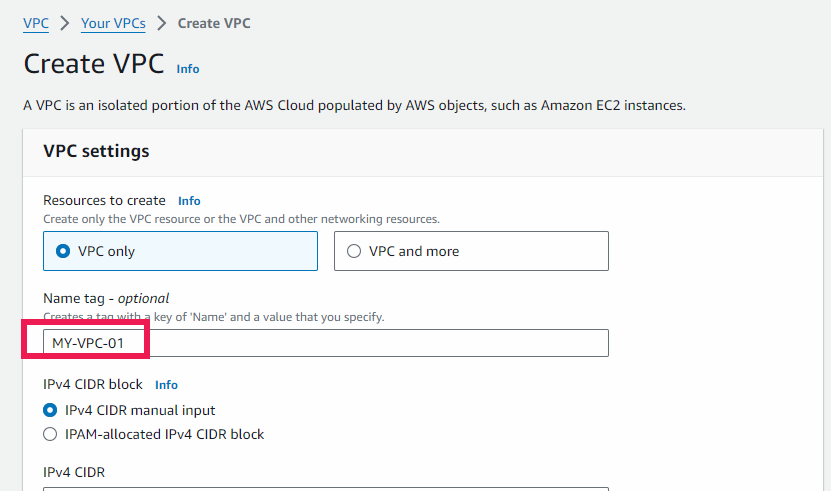 VPC > Your VPCs > Create VPC
Create VPC Info
A VPC is an isolated portion of the AWS Cloud populated by AWS objects, such as Amazon EC2 instances.
VPC settings
Resources to create Info
Create only the VPC resource or the VPC and other networking resources.
VPC only VPC and more
Name tag - optional
Creates a tag with a key of 'Name' and a value that you specify.
MY-VPC-01
IPv4 CIDR block Info
IPv4 CIDR manual input
IPAM-allocated IPv4 CIDR block
IPv4 CIDR